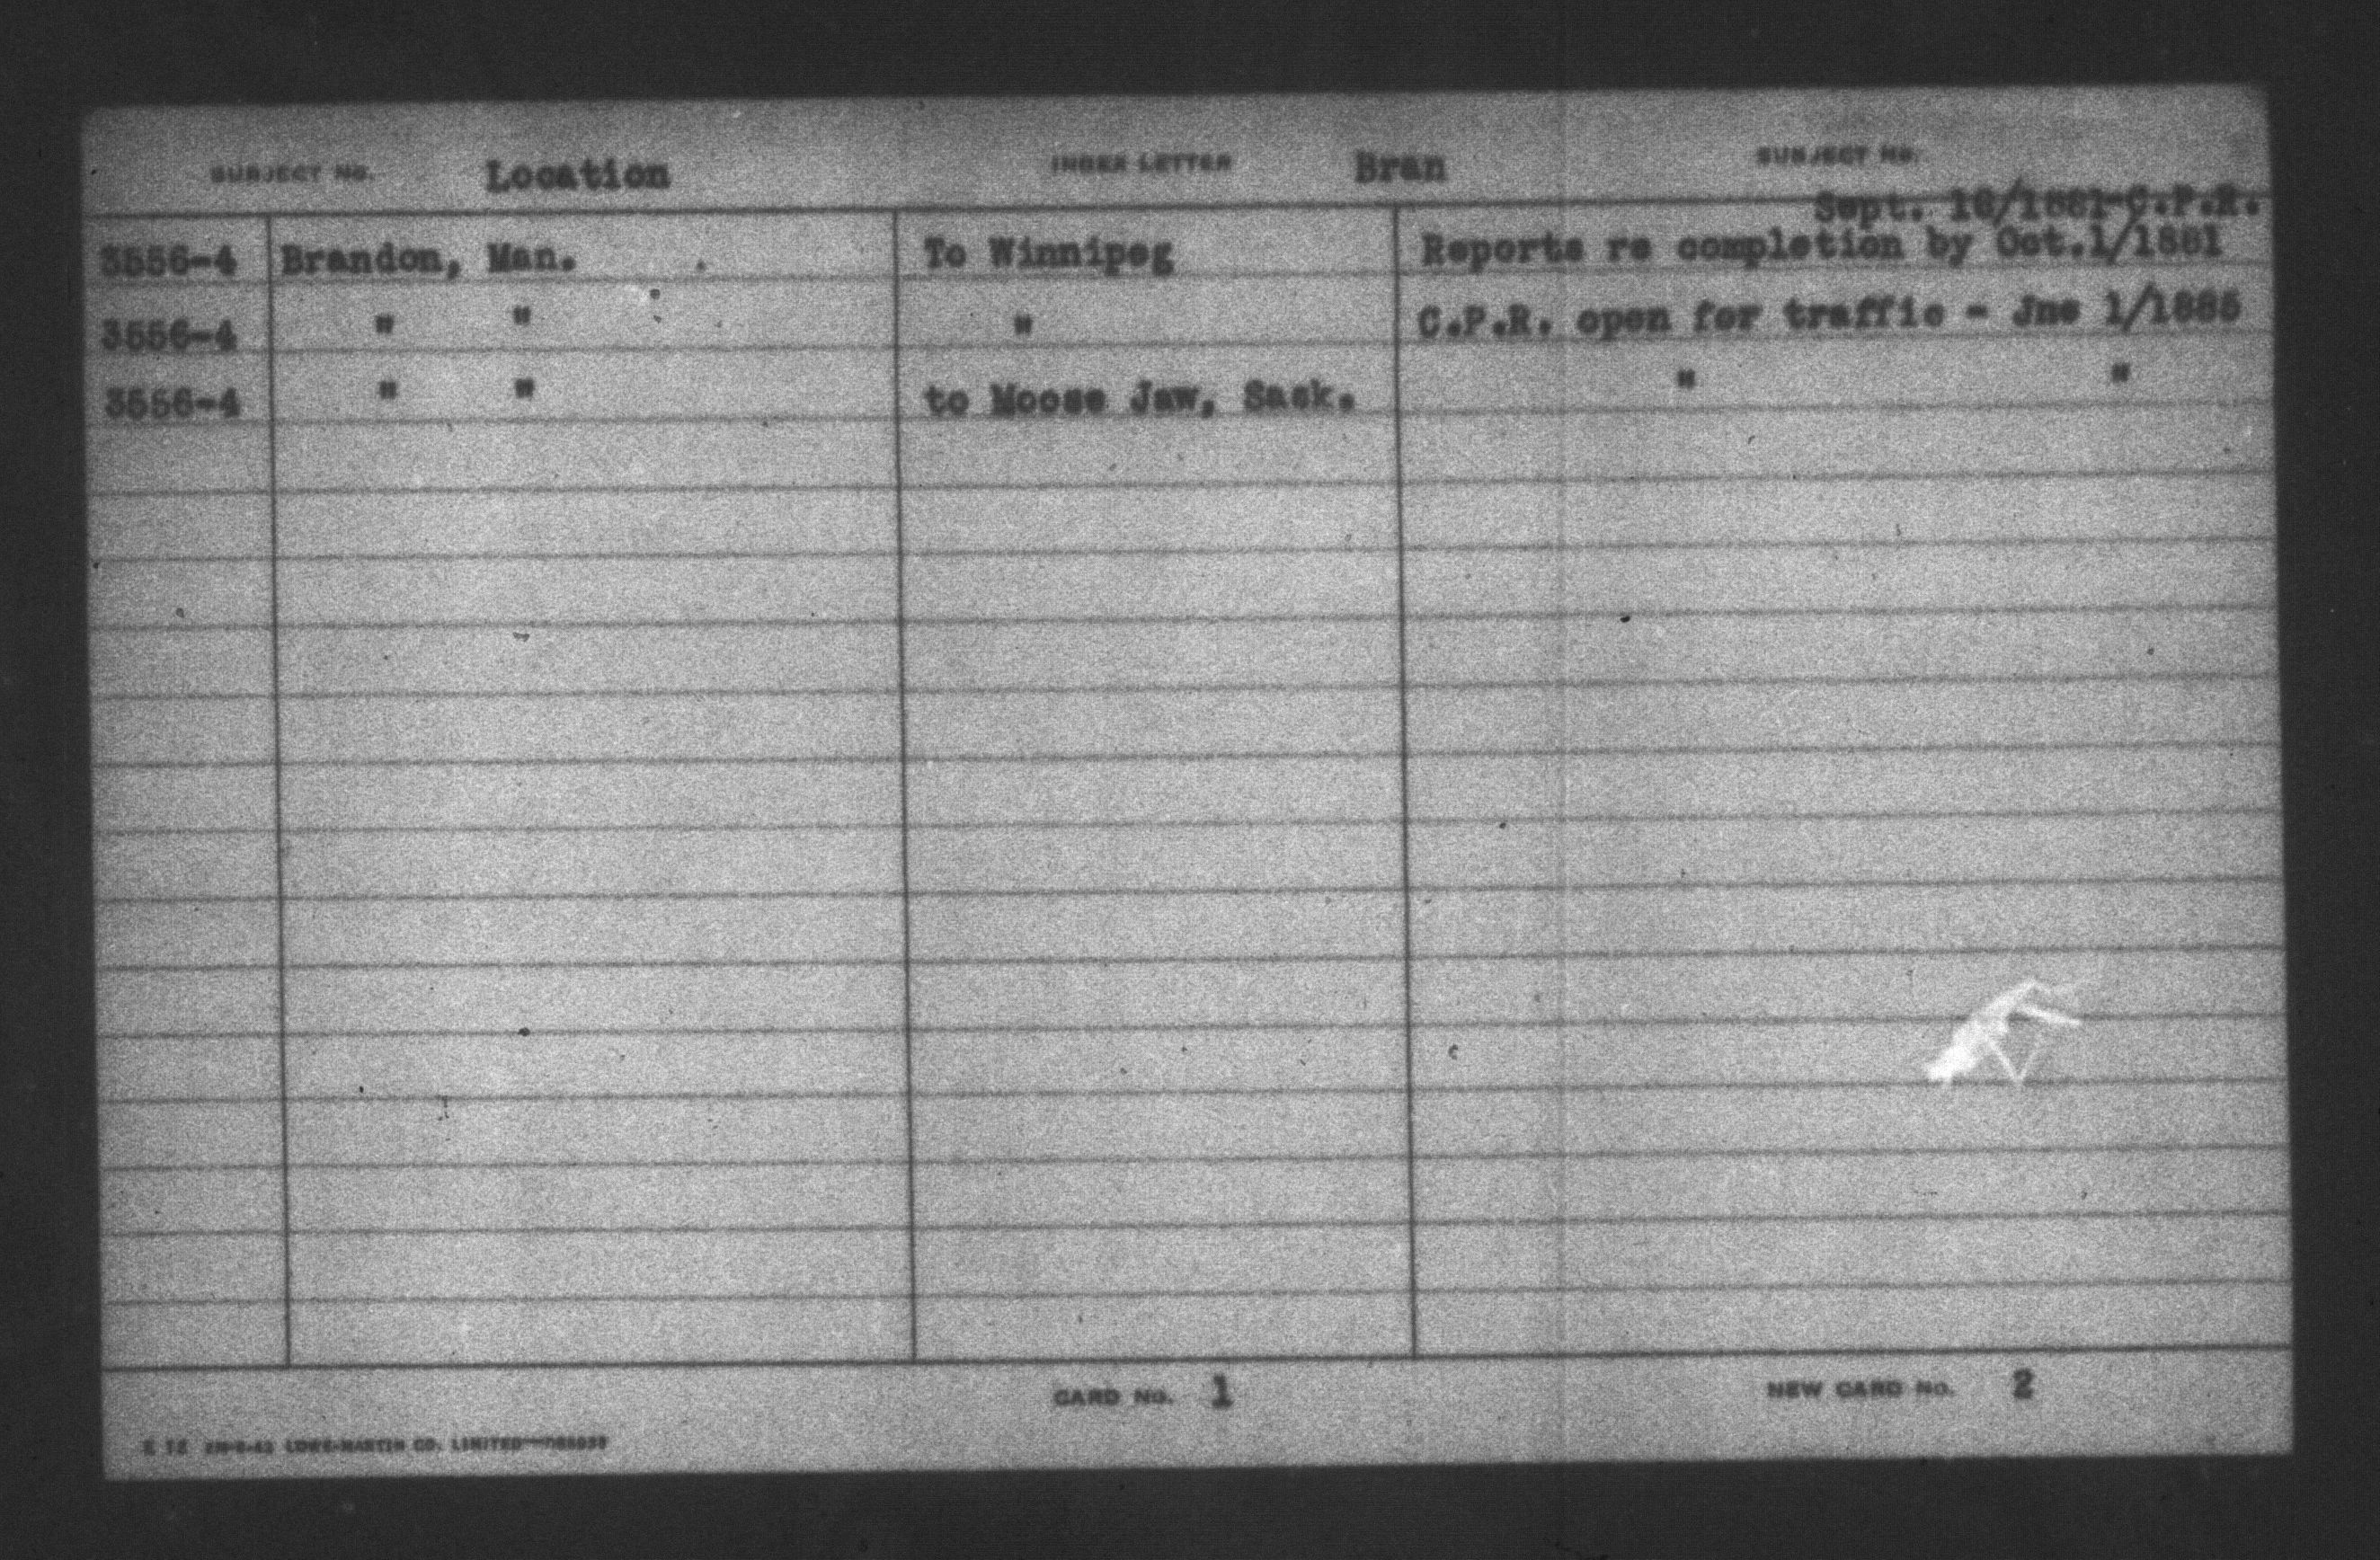 SUBJECT NO. Location INDEX LETTER Bran SUBJECT NO.
Sept. 16/1881-C.P.R.
3556-4 Brandon, Man. To Winnipeg Reports re completion by Oct.1/1881
3556-4 " " " C.P.R. open for traffic - Jne 1/1885
3556-4 " " to Moose Jaw, Sask. " "
CARD NO. 1 NEW CARD NO. 2
LOWE-MARTIN CO. LIMITED